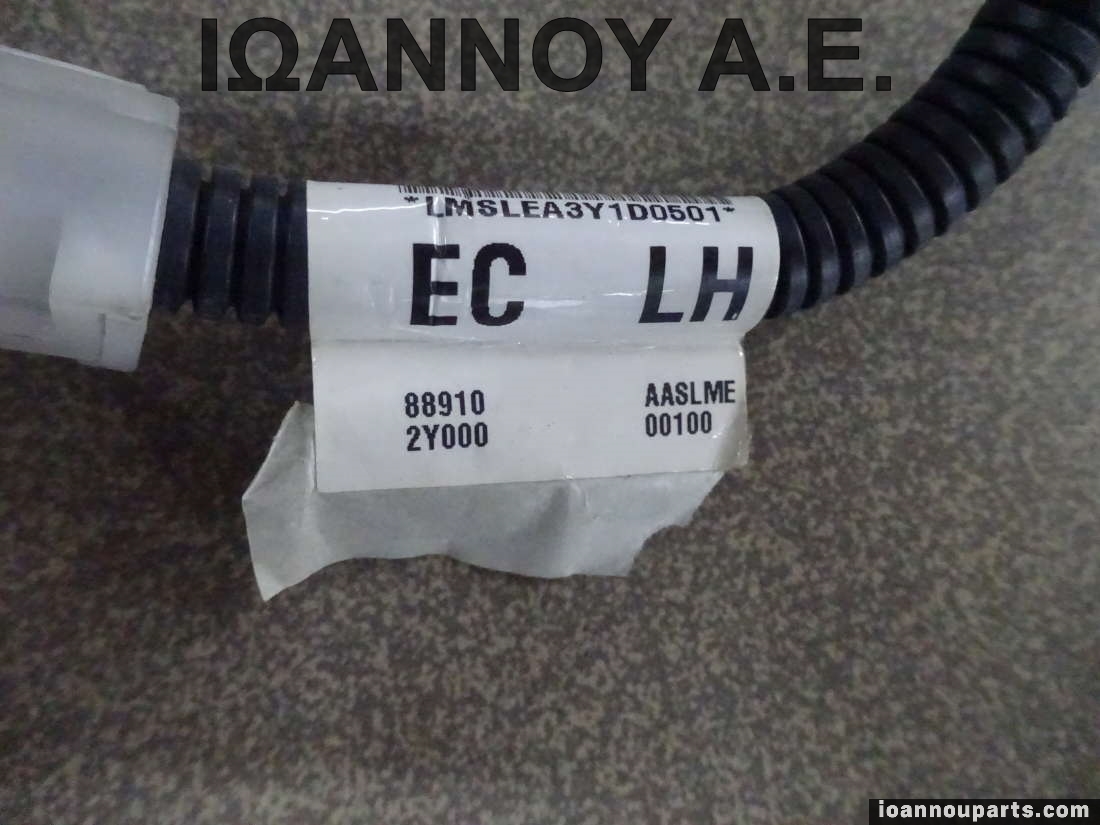 ΙΩΑΝΝΟΥ Α.Ε.
*LMSLEA3Y1D0501*
EC LH
88910 AASLME
2Y000 00100
ioannouparts.com